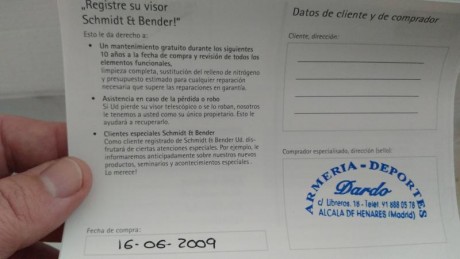 „Registre su visor
Schmidt & Bender!"
Esto le da derecho a:
• Un mantenimiento gratuito durante los siguientes
10 años a la fecha de compra y revisión de todos los
elementos funcionales,
limpieza completa, sustitución del relleno de nitrógeno
y presupuesto estimado para cualquier reparación
necesaria que supere las reparaciones en garantía.
• Asistencia en caso de pérdida o robo
Si Ud pierde su visor telescópico o se lo roban, nosotros
le tenemos a usted como su único propietario. Esto le
ayudará a recuperarlo.
• Clientes especiales Schmidt & Bender
Como cliente registrado de Schmidt & Bender Ud. dis-
frutará de ciertas atenciones especiales. Por ejemplo, le
informaremos anticipadamente sobre nuestros nuevos
productos, seminarios y acontecimientos especiales.
Lo merece!
Fecha de compra:
16-06-2009
Datos de cliente y de comprador
Cliente, dirección:
Comprador especialisado, dirección (sello):
ARMERIA - DEPORTES
Dardo
c/ Libreros, 18 - Telef. 91 888 05 78
ALCALA DE HENARES (Madrid)